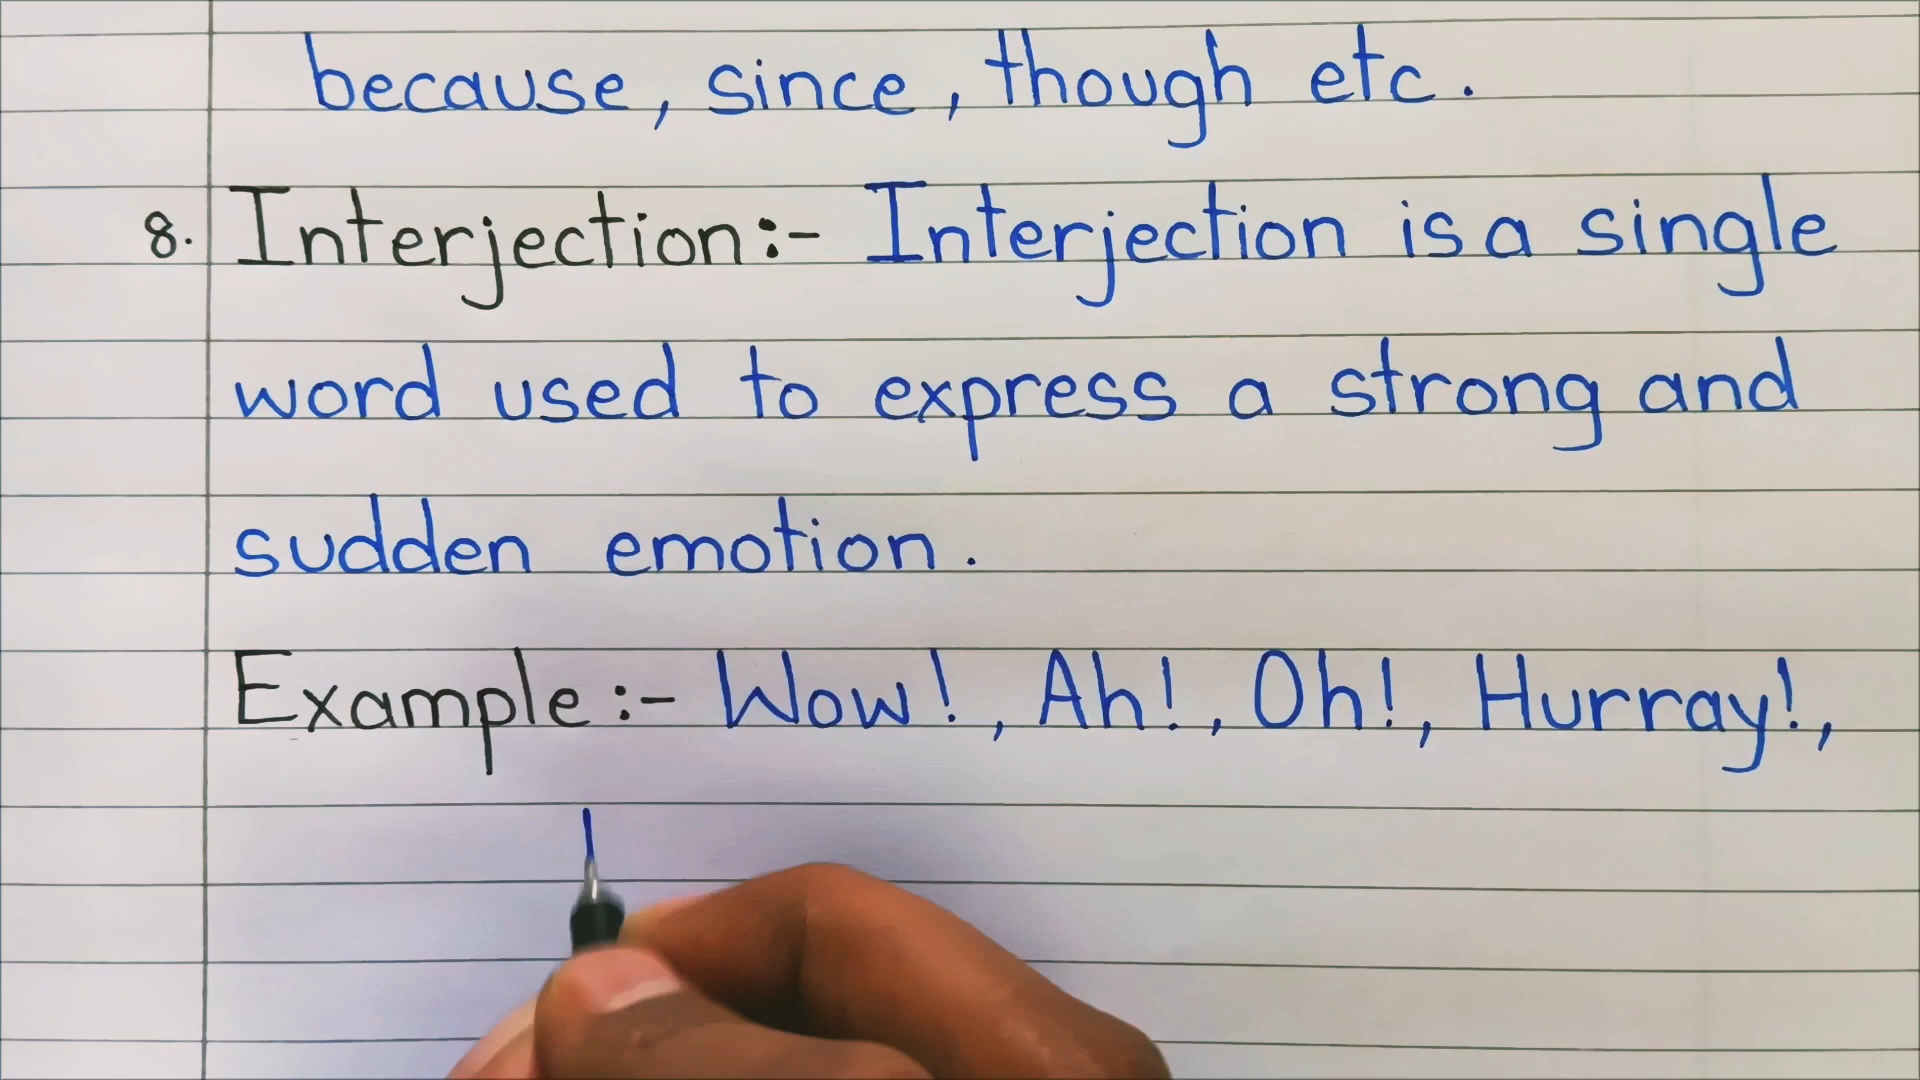 because, since, though etc.
8. Interjection:- Interjection is a single
word used to express a strong and
sudden emotion.
Example:- Wow!, Ah!, Oh!, Hurray!,